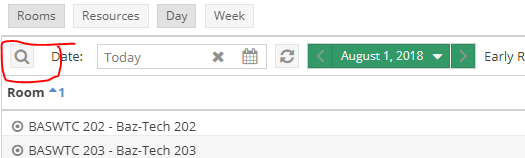 Rooms Resources Day Week
Date: Today August 1, 2018 Early R
Room 1
BASWTC 202 - Baz-Tech 202
BASWTC 203 - Baz-Tech 203